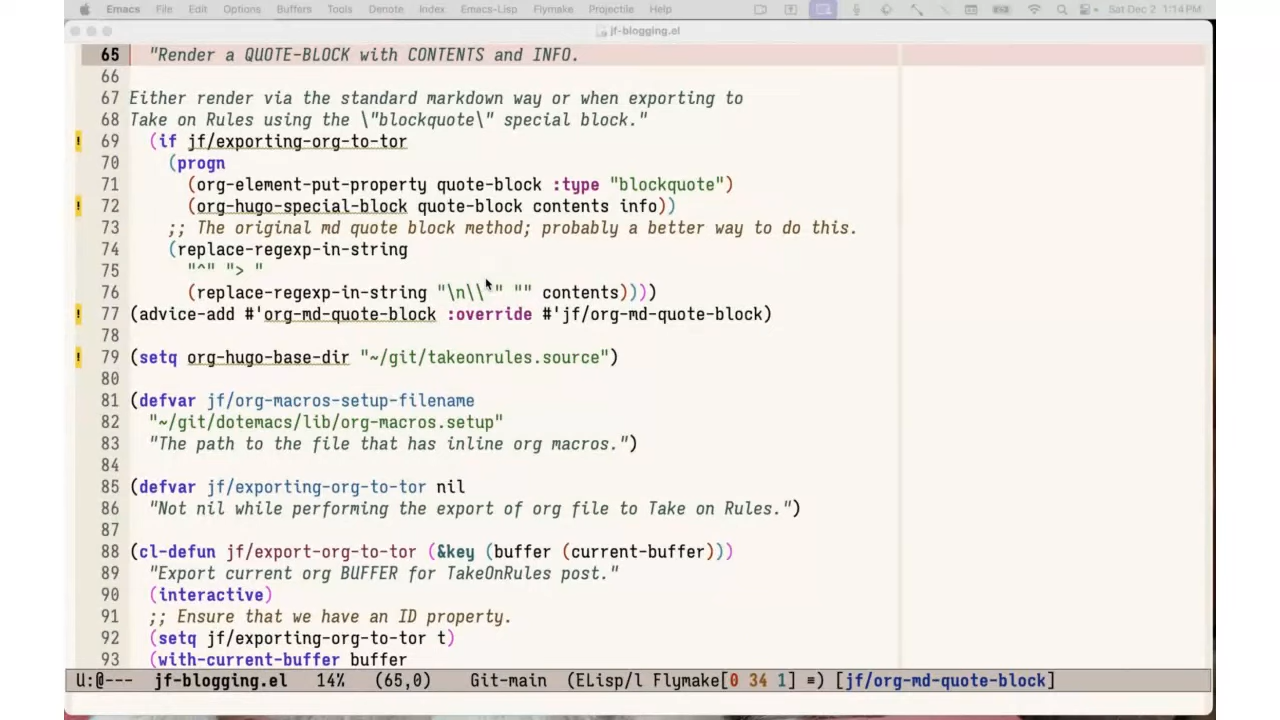 Emacs File Edit Options Buffers Tools Denote Index Emacs-Lisp Flymake Projectile Help Sat Dec 2 1:14 PM
jf-blogging.el
65 "Render a QUOTE-BLOCK with CONTENTS and INFO.
66
67 Either render via the standard markdown way or when exporting to
68 Take on Rules using the \"blockquote\" special block."
! 69 (if jf/exporting-org-to-tor
70 (progn
71 (org-element-put-property quote-block :type "blockquote")
! 72 (org-hugo-special-block quote-block contents info))
73 ;; The original md quote block method; probably a better way to do this.
74 (replace-regexp-in-string
75 "^" "> "
76 (replace-regexp-in-string "\n\\'" "" contents))))
! 77 (advice-add #'org-md-quote-block :override #'jf/org-md-quote-block)
78
! 79 (setq org-hugo-base-dir "~/git/takeonrules.source")
80
81 (defvar jf/org-macros-setup-filename
82 "~/git/dotemacs/lib/org-macros.setup"
83 "The path to the file that has inline org macros.")
84
85 (defvar jf/exporting-org-to-tor nil
86 "Not nil while performing the export of org file to Take on Rules.")
87
88 (cl-defun jf/export-org-to-tor (&key (buffer (current-buffer)))
89 "Export current org BUFFER for TakeOnRules post."
90 (interactive)
91 ;; Ensure that we have an ID property.
92 (setq jf/exporting-org-to-tor t)
93 (with-current-buffer buffer
U:@--- jf-blogging.el 14% (65,0) Git-main (ELisp/l Flymake[0 34 1] ≡) [jf/org-md-quote-block]